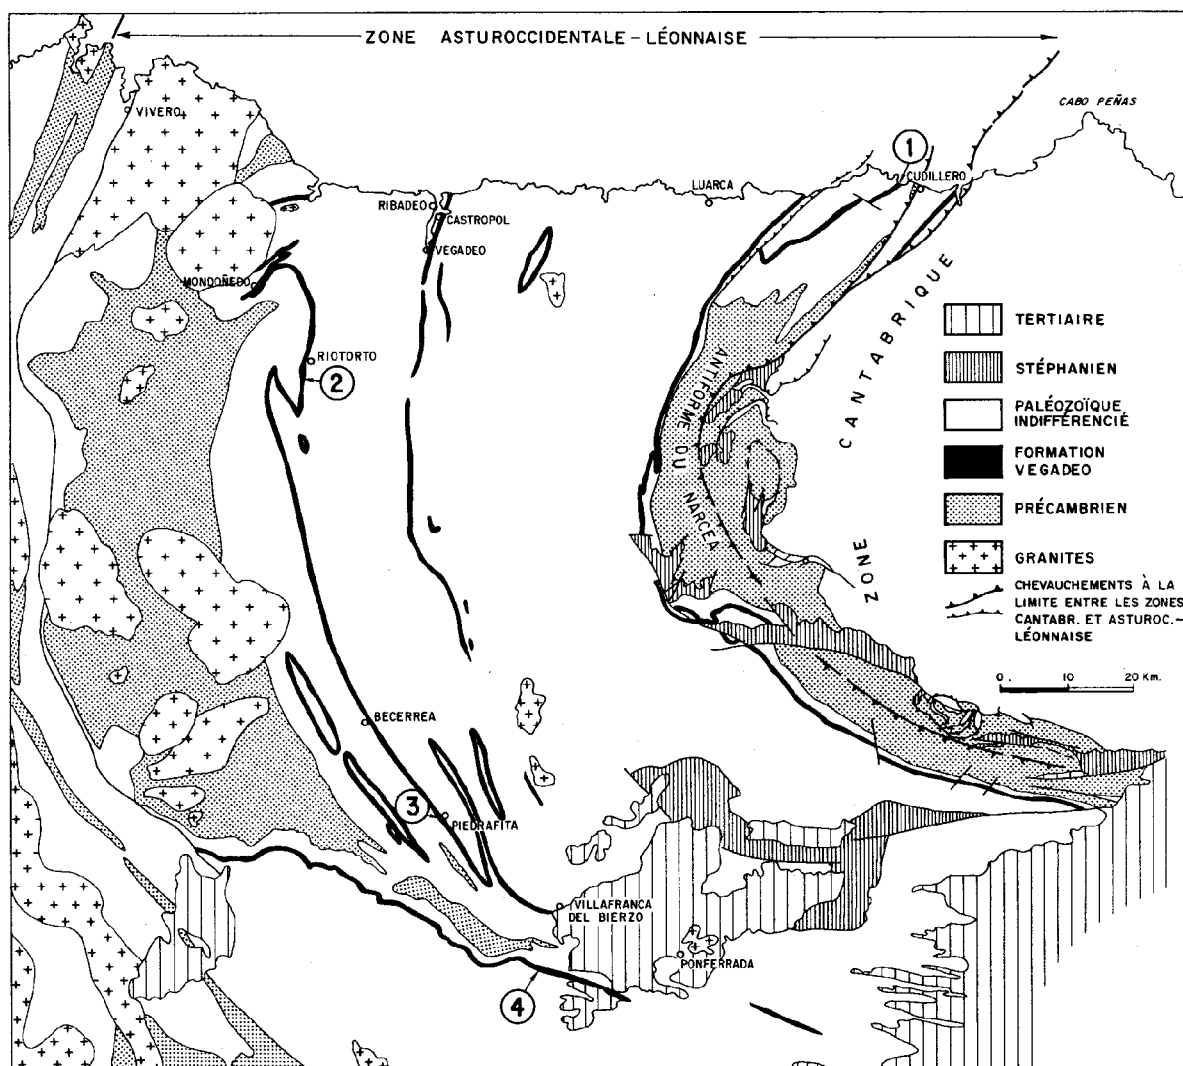 ZONE ASTUROCCIDENTALE-LÉONNAISE
CABO PEÑAS
VIVERO
1
CUDILLERO
LUARCA
RIBADEO
CASTROPOL
VEGADEO
MONDOÑEDO
RIOTORTO
2
ANTIFORME DU NARCEA
ZONE CANTABRIQUE
TERTIAIRE
STÉPHANIEN
PALÉOZOÏQUE
INDIFFÉRENCIÉ
FORMATION
VEGADEO
PRÉCAMBRIEN
GRANITES
CHEVAUCHEMENTS À LA
LIMITE ENTRE LES ZONES
CANTABR. ET ASTUROC.-
LÉONNAISE
0 10 20 Km.
BECERREA
3
PIEDRAFITA
VILLAFRANCA
DEL BIERZO
PONFERRADA
4